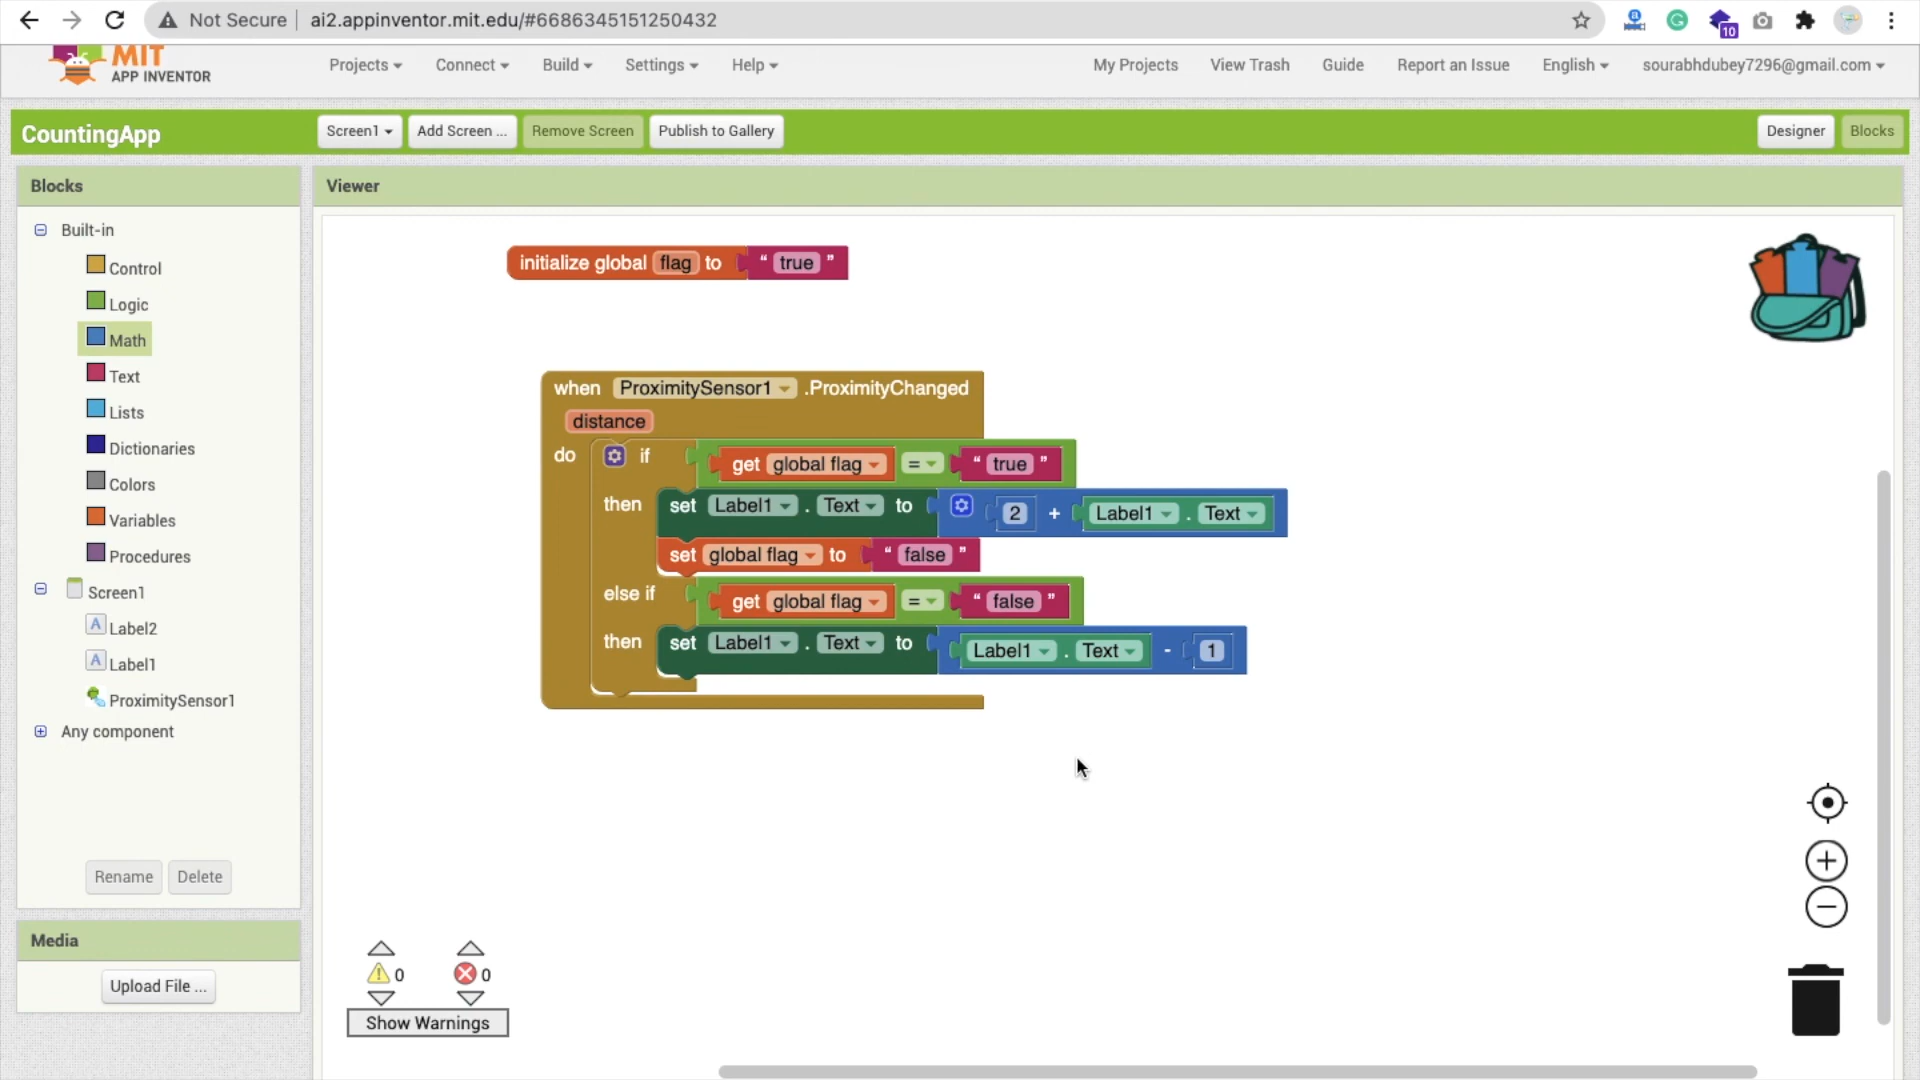 Not Secure | ai2.appinventor.mit.edu/#6686345151250432
10
MIT
APP INVENTOR
Projects Connect Build Settings Help My Projects View Trash Guide Report an Issue English sourabhdubey7296@gmail.com
CountingApp
Screen1 Add Screen ... Remove Screen Publish to Gallery Designer Blocks
Blocks
Viewer
Built-in
Control
Logic
Math
Text
Lists
Dictionaries
Colors
Variables
Procedures
Screen1
Label2
Label1
ProximitySensor1
Any component
Rename Delete
Media
Upload File ...
initialize global flag to “ true ”
when ProximitySensor1 .ProximityChanged
distance
do if get global flag = “ true ”
then set Label1 . Text to 2 + Label1 . Text
set global flag to “ false ”
else if get global flag = “ false ”
then set Label1 . Text to Label1 . Text - 1
0 0
Show Warnings